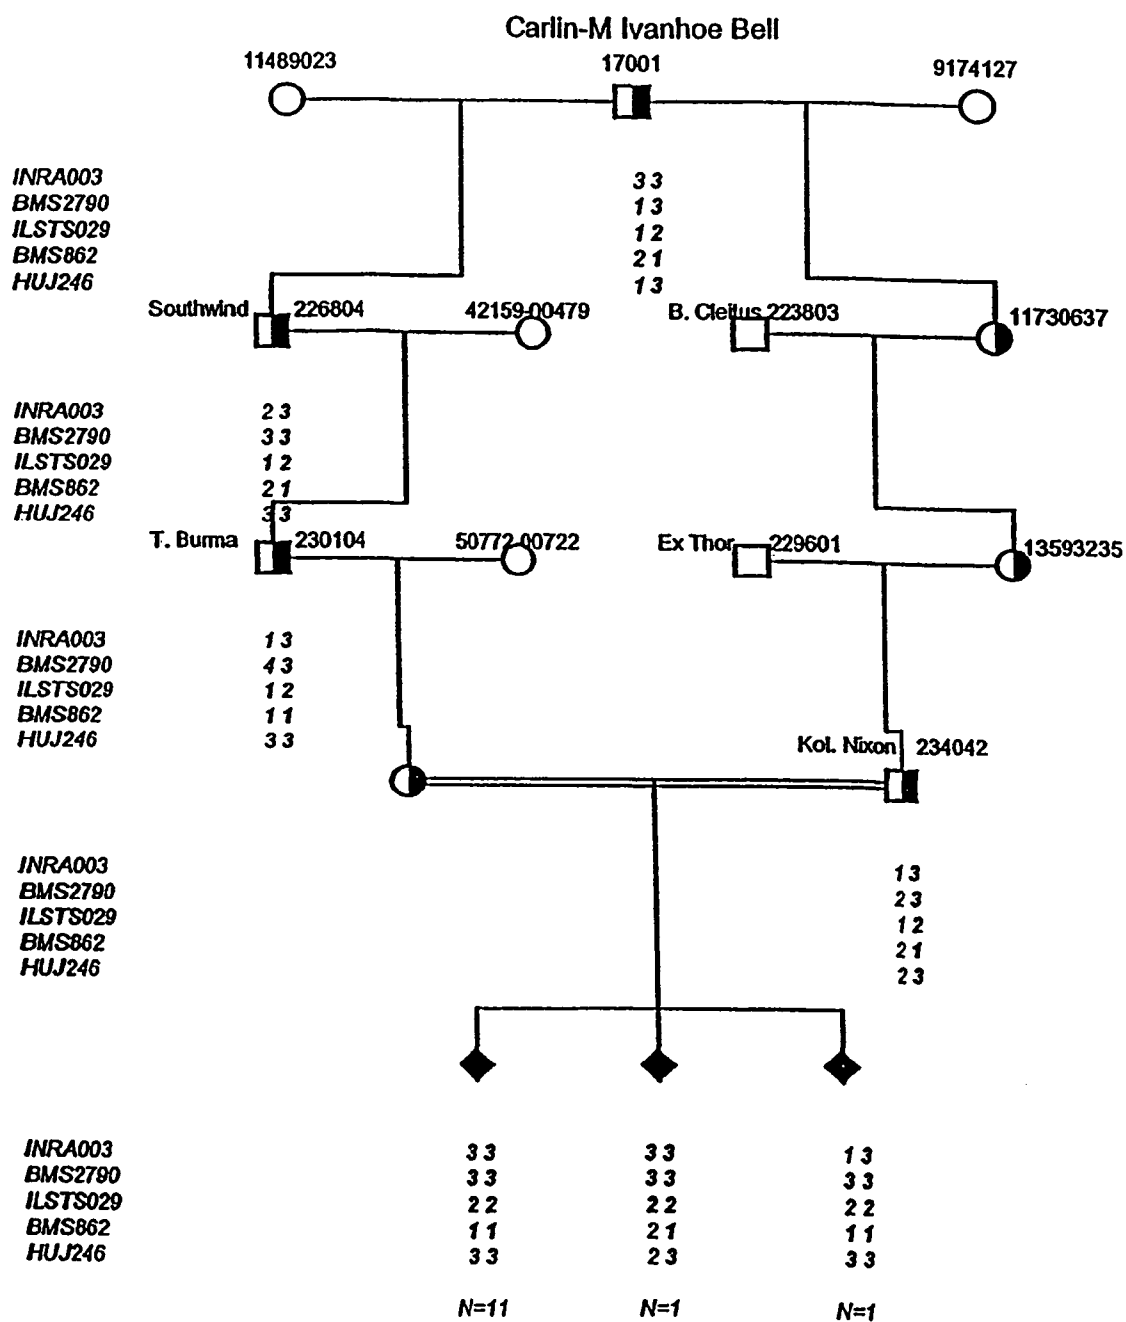 Carlin-M Ivanhoe Bell
11489023 17001 9174127
INRA003 3 3
BMS2790 1 3
ILSTS029 1 2
BMS862 2 1
HUJ246 1 3
Southwind 226804 42159-00479 B. Cleitus 223803 11730637
INRA003 2 3
BMS2790 3 3
ILSTS029 1 2
BMS862 2 1
HUJ246 3 3
T. Burma 230104 50772-00722 Ex Thor 229601 13593235
INRA003 1 3
BMS2790 4 3
ILSTS029 1 2
BMS862 1 1
HUJ246 3 3
Kol. Nixon 234042
INRA003 1 3
BMS2790 2 3
ILSTS029 1 2
BMS862 2 1
HUJ246 2 3
INRA003 3 3 3 3 1 3
BMS2790 3 3 3 3 3 3
ILSTS029 2 2 2 2 2 2
BMS862 1 1 2 1 1 1
HUJ246 3 3 2 3 3 3
N=11 N=1 N=1